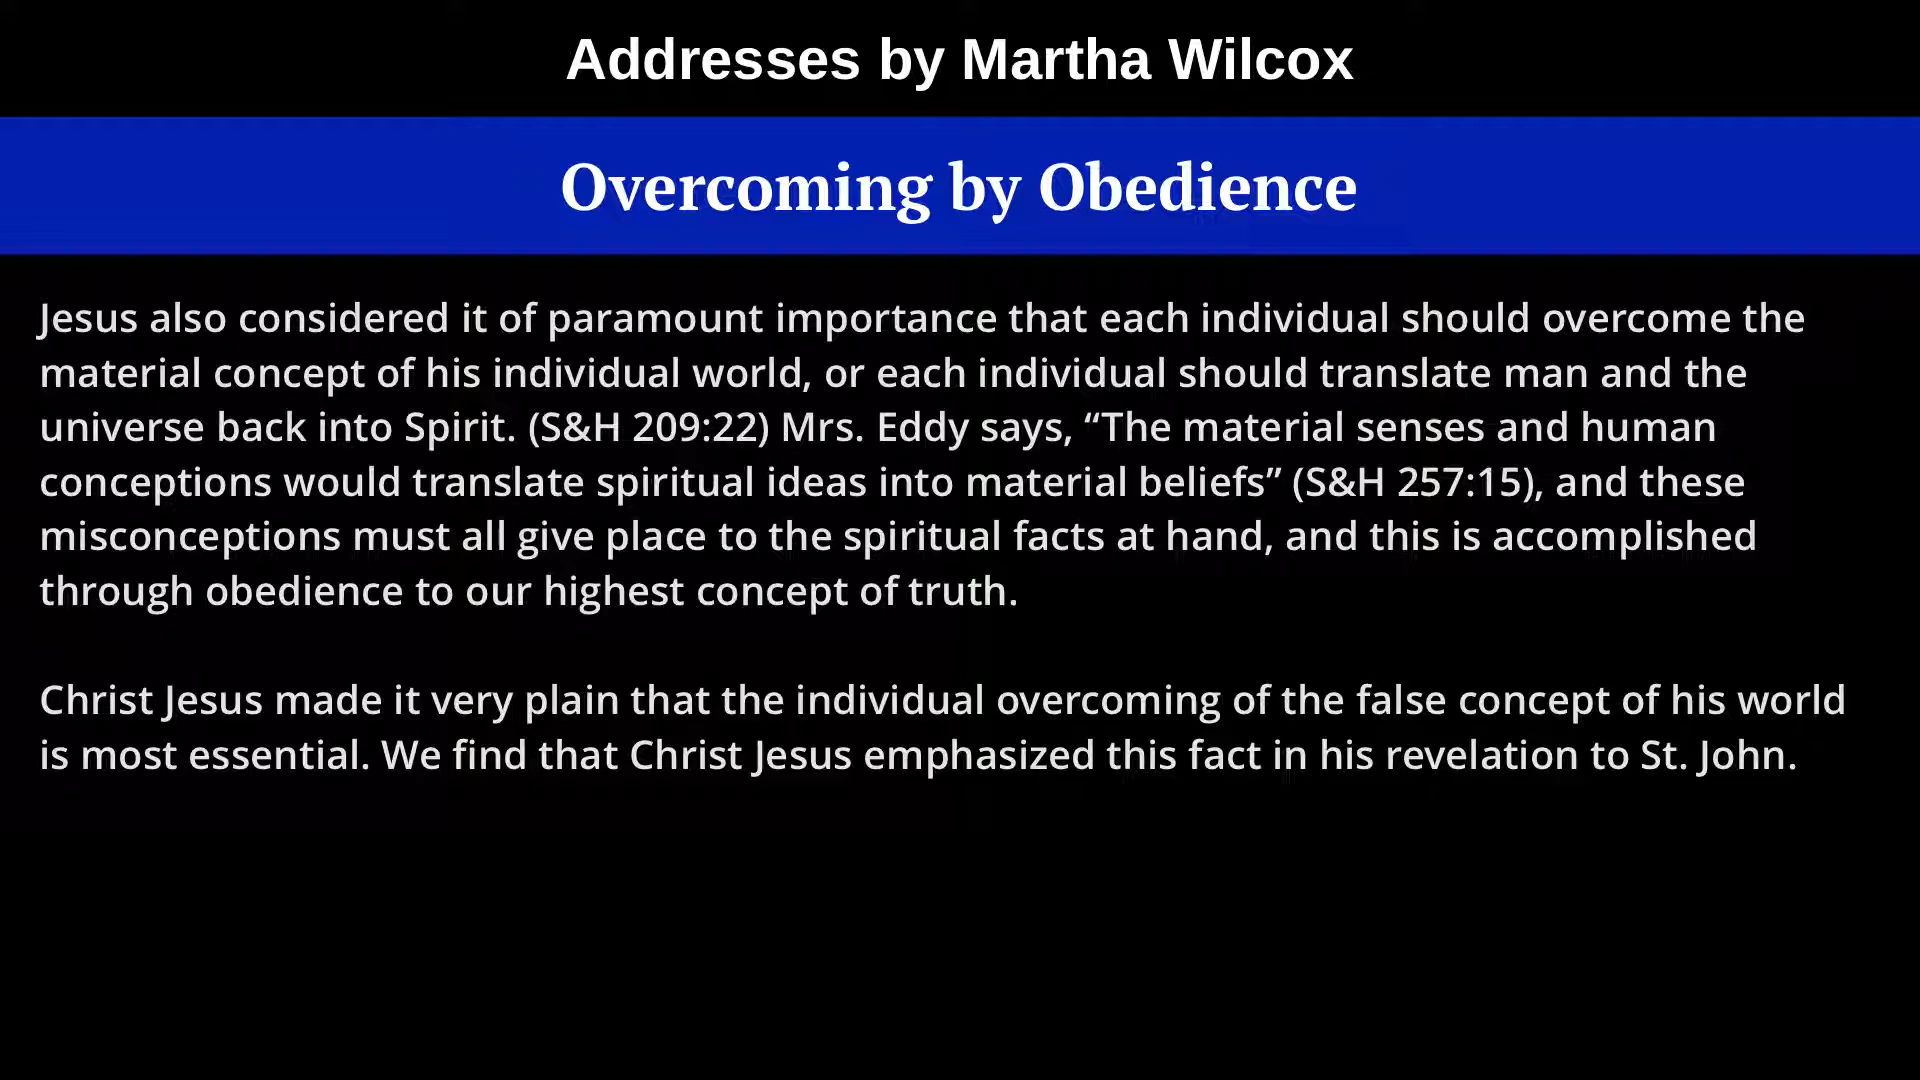 Addresses by Martha Wilcox
Overcoming by Obedience
Jesus also considered it of paramount importance that each individual should overcome the
material concept of his individual world, or each individual should translate man and the
universe back into Spirit. (S&H 209:22) Mrs. Eddy says, “The material senses and human
conceptions would translate spiritual ideas into material beliefs” (S&H 257:15), and these
misconceptions must all give place to the spiritual facts at hand, and this is accomplished
through obedience to our highest concept of truth.
Christ Jesus made it very plain that the individual overcoming of the false concept of his world
is most essential. We find that Christ Jesus emphasized this fact in his revelation to St. John.